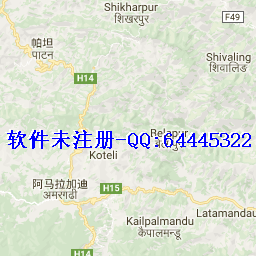 Shikharpur
शिखरपुर
F49
帕坦
पाटन
Shivaling
शिवालिङ
H14
软件未注册-QQ:64445322
Belapur
Koteli
阿马拉加迪
अमरगढी
H15
Latamandau
Kailpalmandu
कैपालमन्डू
H14